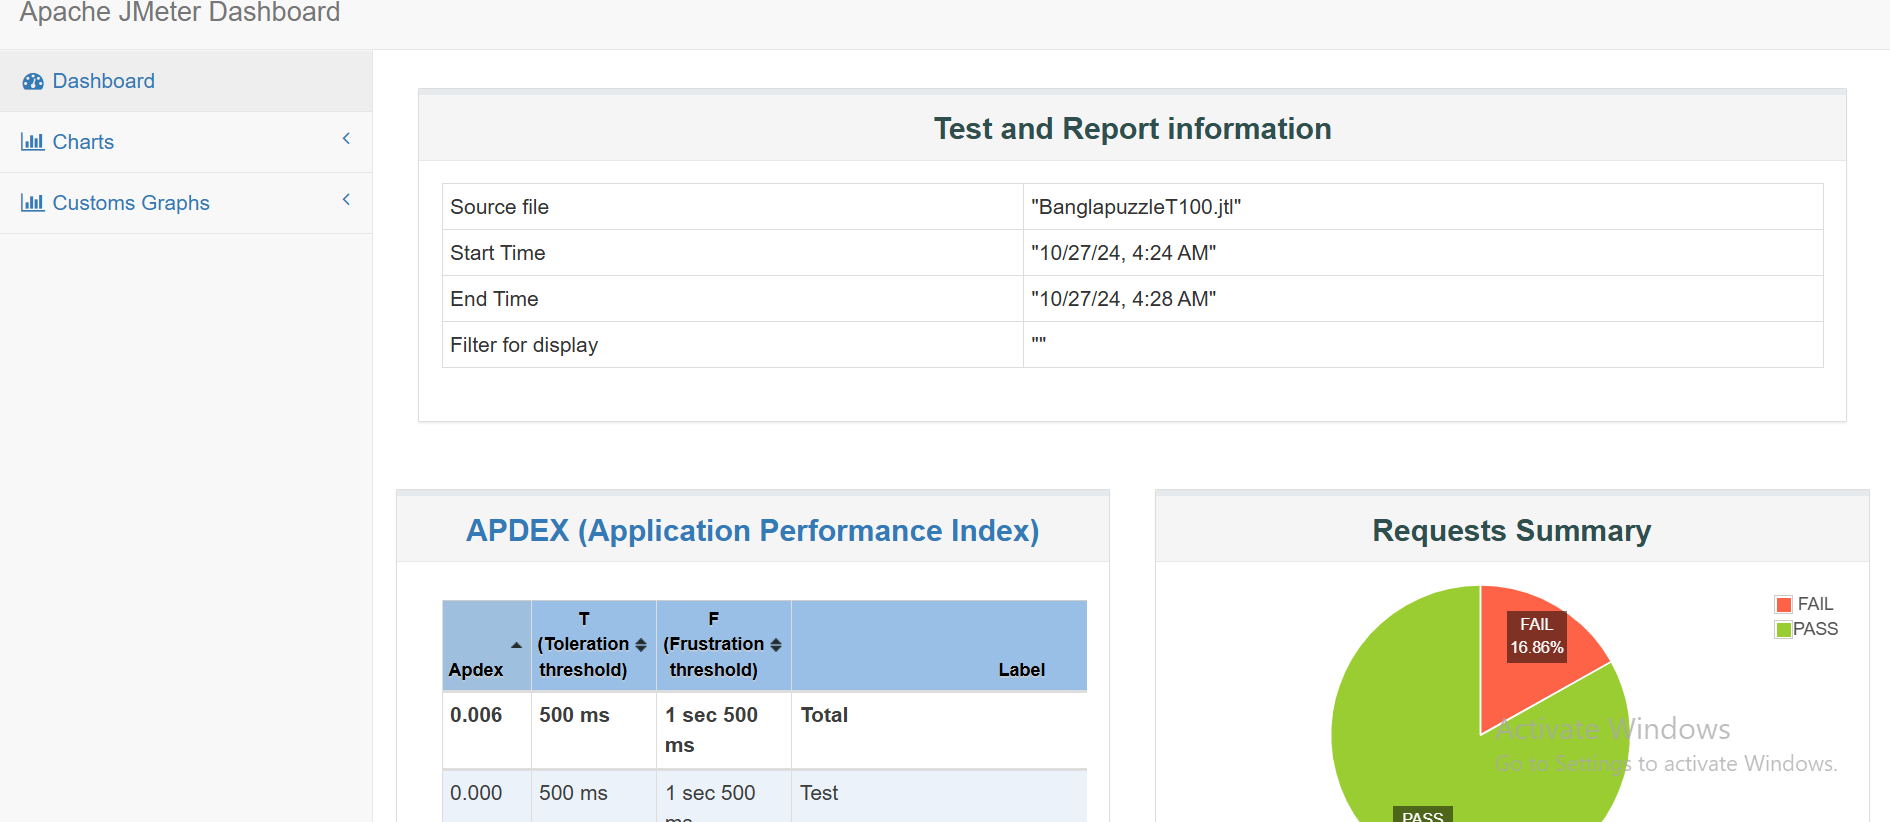 Apache JMeter Dashboard
Dashboard
Charts
Customs Graphs
Test and Report information
Source file "BanglapuzzleT100.jtl"
Start Time "10/27/24, 4:24 AM"
End Time "10/27/24, 4:28 AM"
Filter for display ""
APDEX (Application Performance Index)
Apdex
T
(Toleration
threshold)
F
(Frustration
threshold)
Label
0.006 500 ms 1 sec 500
ms
Total
0.000 500 ms 1 sec 500
ms
Test
Requests Summary
FAIL
PASS
FAIL
16.86%
PASS
Activate Windows
Go to Settings to activate Windows.